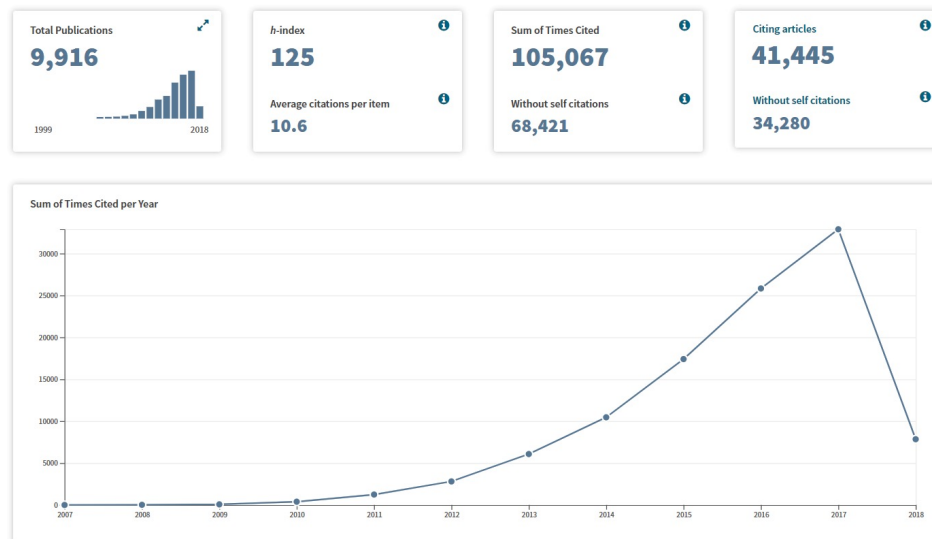 Total Publications
9,916
1999
2018
h-index
125
Average citations per item
10.6
Sum of Times Cited
105,067
Without self citations
68,421
Citing articles
41,445
Without self citations
34,280
Sum of Times Cited per Year
30000
25000
20000
15000
10000
5000
0
2007 2008 2009 2010 2011 2012 2013 2014 2015 2016 2017 2018